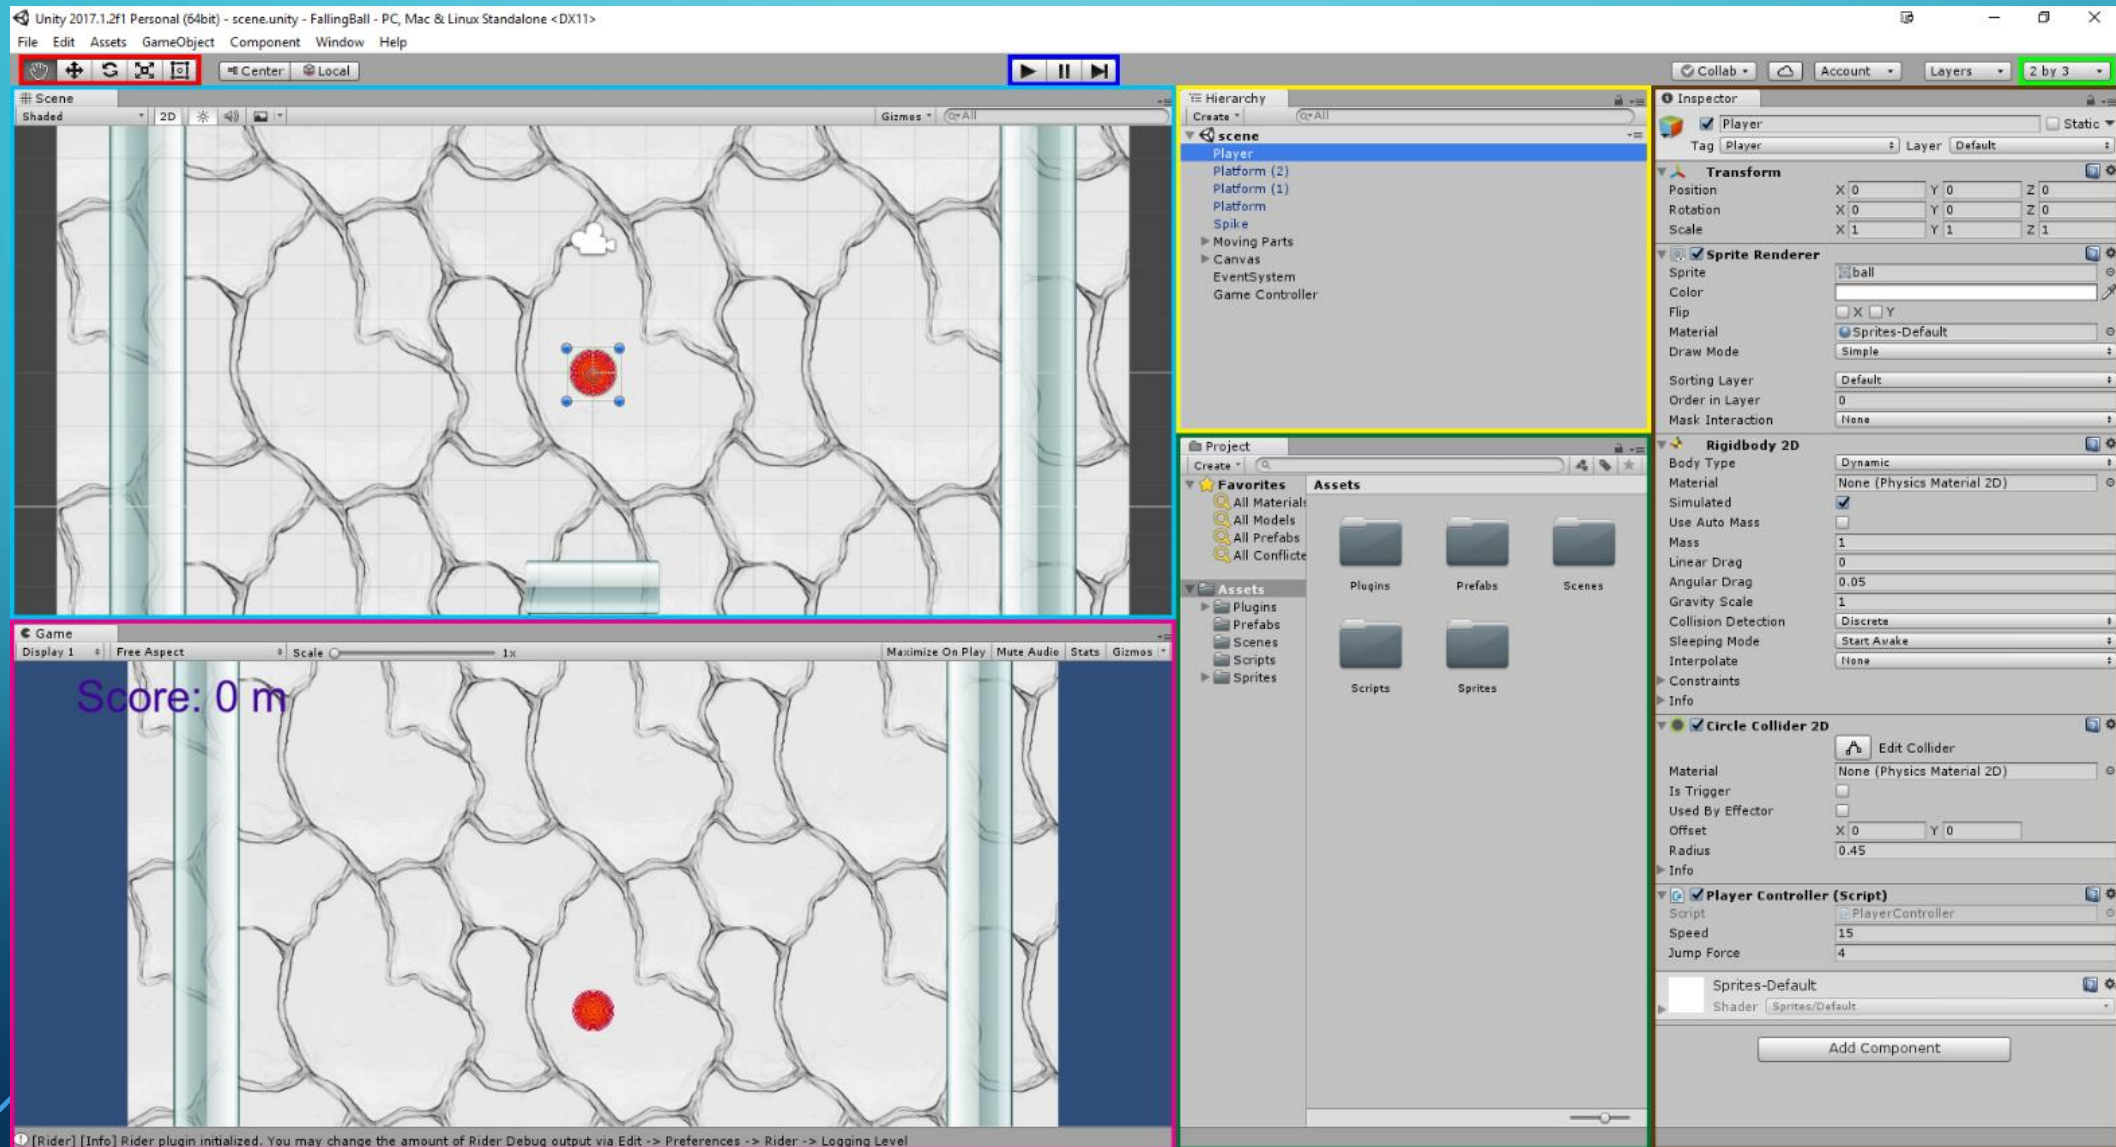 Unity 2017.1.2f1 Personal (64bit) - scene.unity - FallingBall - PC, Mac & Linux Standalone <DX11>
File Edit Assets GameObject Component Window Help
Center Local
Collab Account Layers 2 by 3
Scene
Shaded 2D Gizmos All
Hierarchy
Create All
scene
Player
Platform (2)
Platform (1)
Platform
Spike
Moving Parts
Canvas
EventSystem
Game Controller
Project
Create
Favorites
All Materials
All Models
All Prefabs
All Conflicte
Assets
Plugins
Prefabs
Scenes
Scripts
Sprites
Assets
Plugins Prefabs Scenes
Scripts Sprites
Inspector
Player Static
Tag Player Layer Default
Transform
Position X 0 Y 0 Z 0
Rotation X 0 Y 0 Z 0
Scale X 1 Y 1 Z 1
Sprite Renderer
Sprite ball
Color
Flip X Y
Material Sprites-Default
Draw Mode Simple
Sorting Layer Default
Order in Layer 0
Mask Interaction None
Rigidbody 2D
Body Type Dynamic
Material None (Physics Material 2D)
Simulated
Use Auto Mass
Mass 1
Linear Drag 0
Angular Drag 0.05
Gravity Scale 1
Collision Detection Discrete
Sleeping Mode Start Awake
Interpolate None
Constraints
Info
Circle Collider 2D
Edit Collider
Material None (Physics Material 2D)
Is Trigger
Used By Effector
Offset X 0 Y 0
Radius 0.45
Info
Player Controller (Script)
Script PlayerController
Speed 15
Jump Force 4
Sprites-Default
Shader Sprites/Default
Add Component
Game
Display 1 Free Aspect Scale 1x Maximize On Play Mute Audio Stats Gizmos
Score: 0 m
[Rider] [Info] Rider plugin initialized. You may change the amount of Rider Debug output via Edit -> Preferences -> Rider -> Logging Level